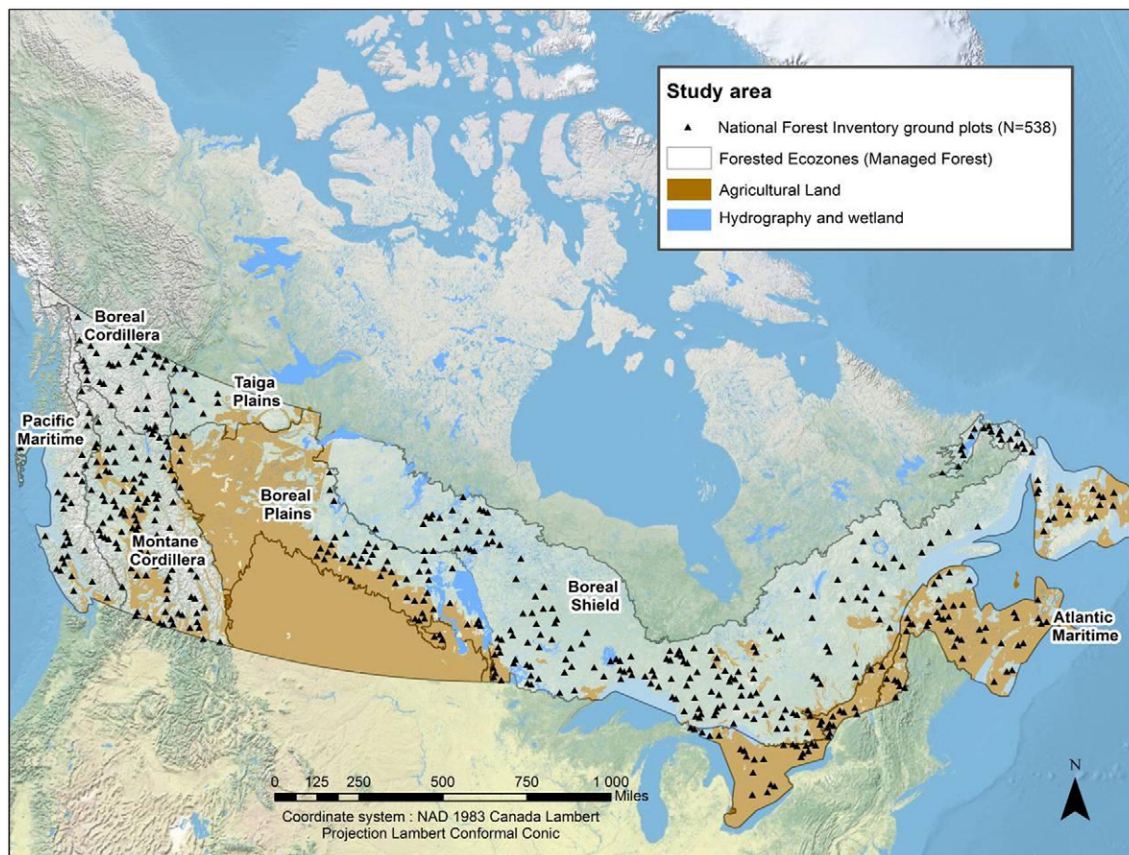 Study area
National Forest Inventory ground plots (N=538)
Forested Ecozones (Managed Forest)
Agricultural Land
Hydrography and wetland
Boreal
Cordillera
Taiga
Plains
Pacific
Maritime
Boreal
Plains
Montane
Cordillera
Boreal
Shield
Atlantic
Maritime
N
0 125 250 500 750 1 000
Miles
Coordinate system : NAD 1983 Canada Lambert
Projection Lambert Conformal Conic